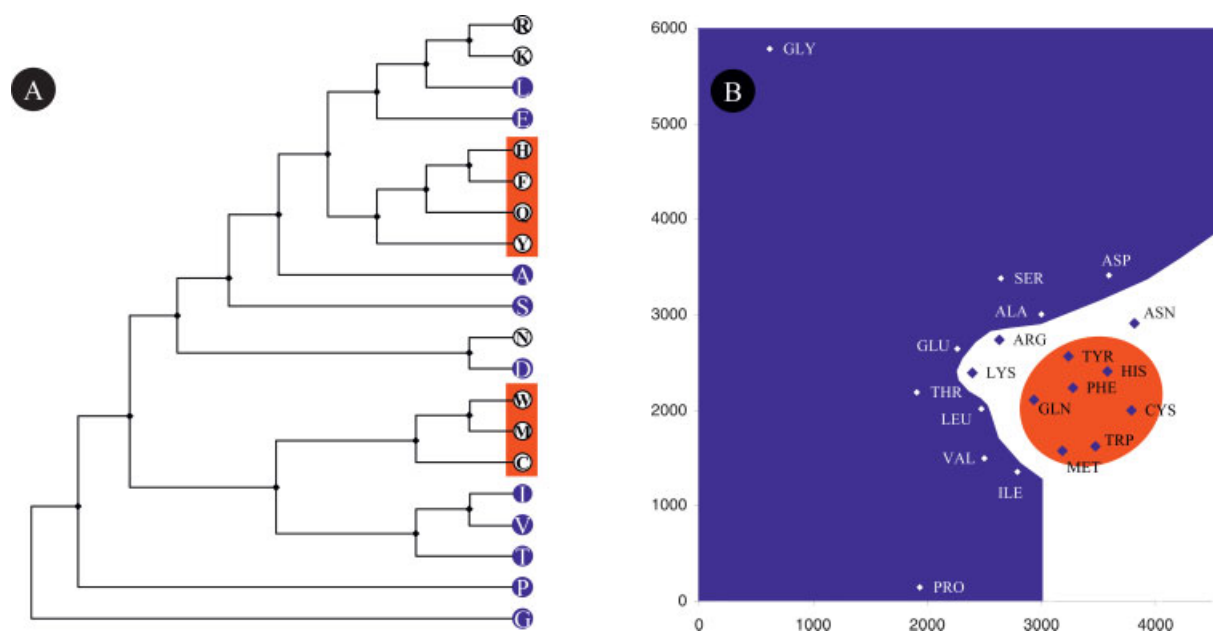 A
R
K
L
E
H
F
Q
Y
A
S
N
D
W
M
C
I
V
T
P
G
B
6000
5000
4000
3000
2000
1000
0
GLY
ASP
SER
ALA
ASN
ARG
GLU
TYR
LYS
HIS
PHE
THR
GLN
CYS
LEU
TRP
VAL
MET
ILE
PRO
0 1000 2000 3000 4000